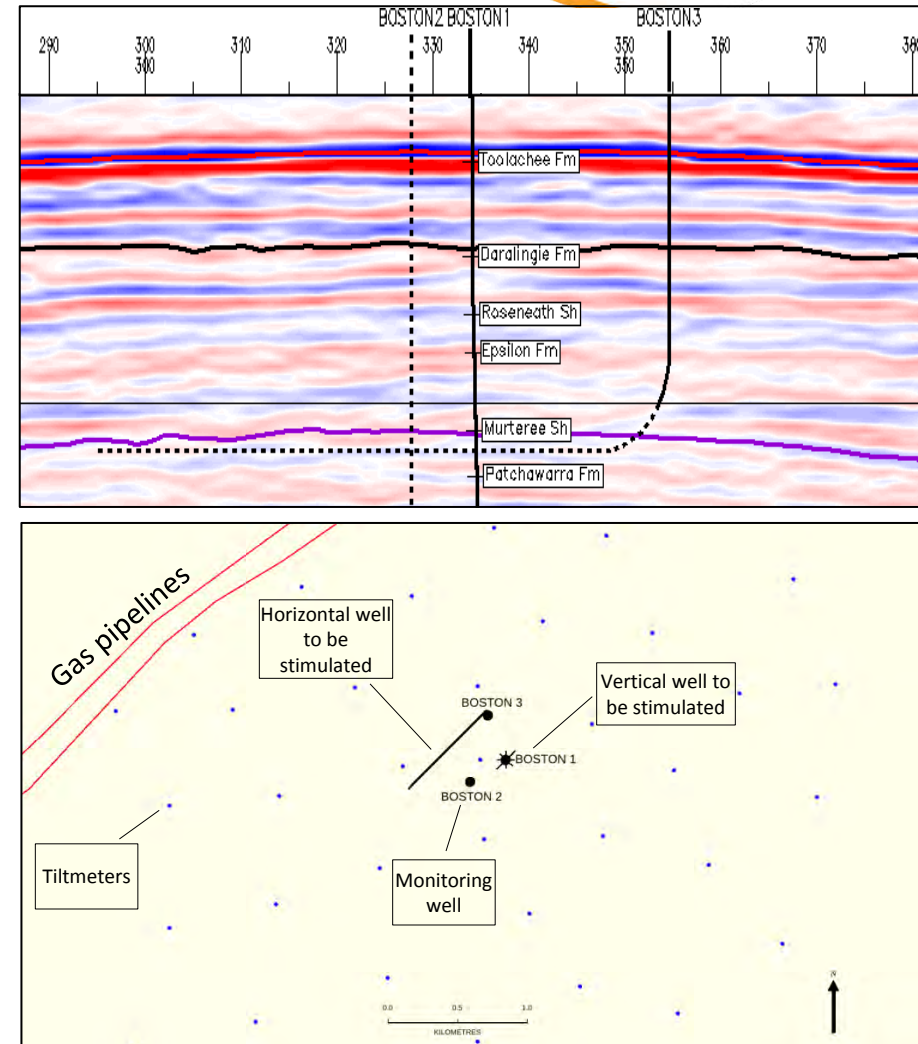 BOSTON2 BOSTON1 BOSTON3
290 300 310 320 330 340 350 360 370 380
300 350
Toolachee Fm
Daralingie Fm
Roseneath Sh
Epsilon Fm
Murteree Sh
Patchawarra Fm
Gas pipelines
Horizontal well
to be
stimulated
Vertical well to
be stimulated
BOSTON 3
BOSTON 1
BOSTON 2
Tiltmeters
Monitoring
well
0.0 0.5 1.0
KILOMETRES
N